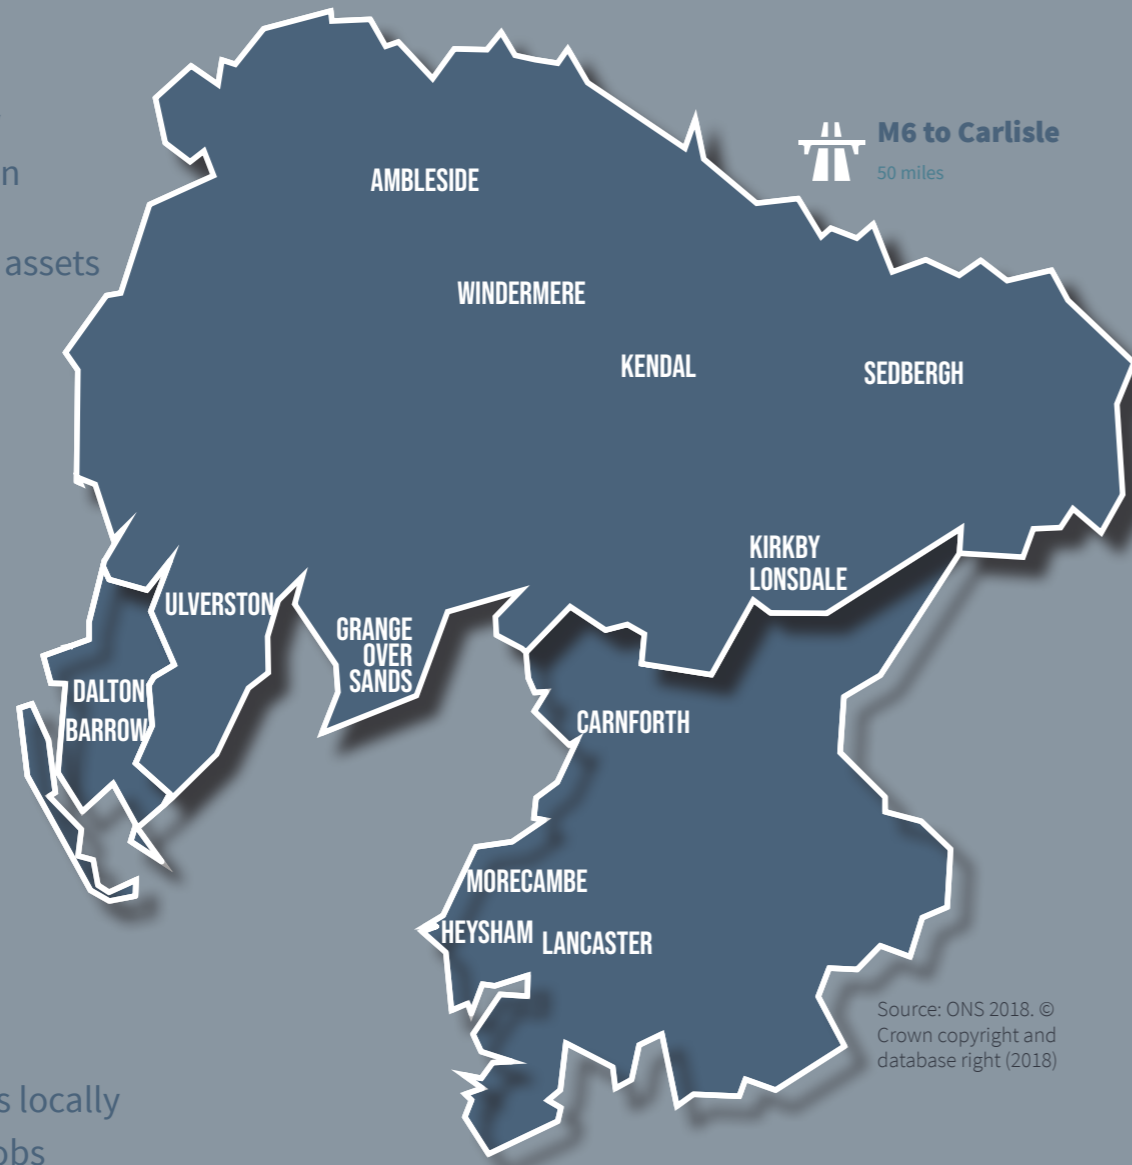 M6 to Carlisle
50 miles
assets
AMBLESIDE
WINDERMERE
KENDAL
SEDBERGH
KIRKBY
LONSDALE
ULVERSTON
GRANGE
OVER
SANDS
DALTON
BARROW
CARNFORTH
MORECAMBE
HEYSHAM
LANCASTER
Source: ONS 2018. ©
Crown copyright and
database right (2018)
locally